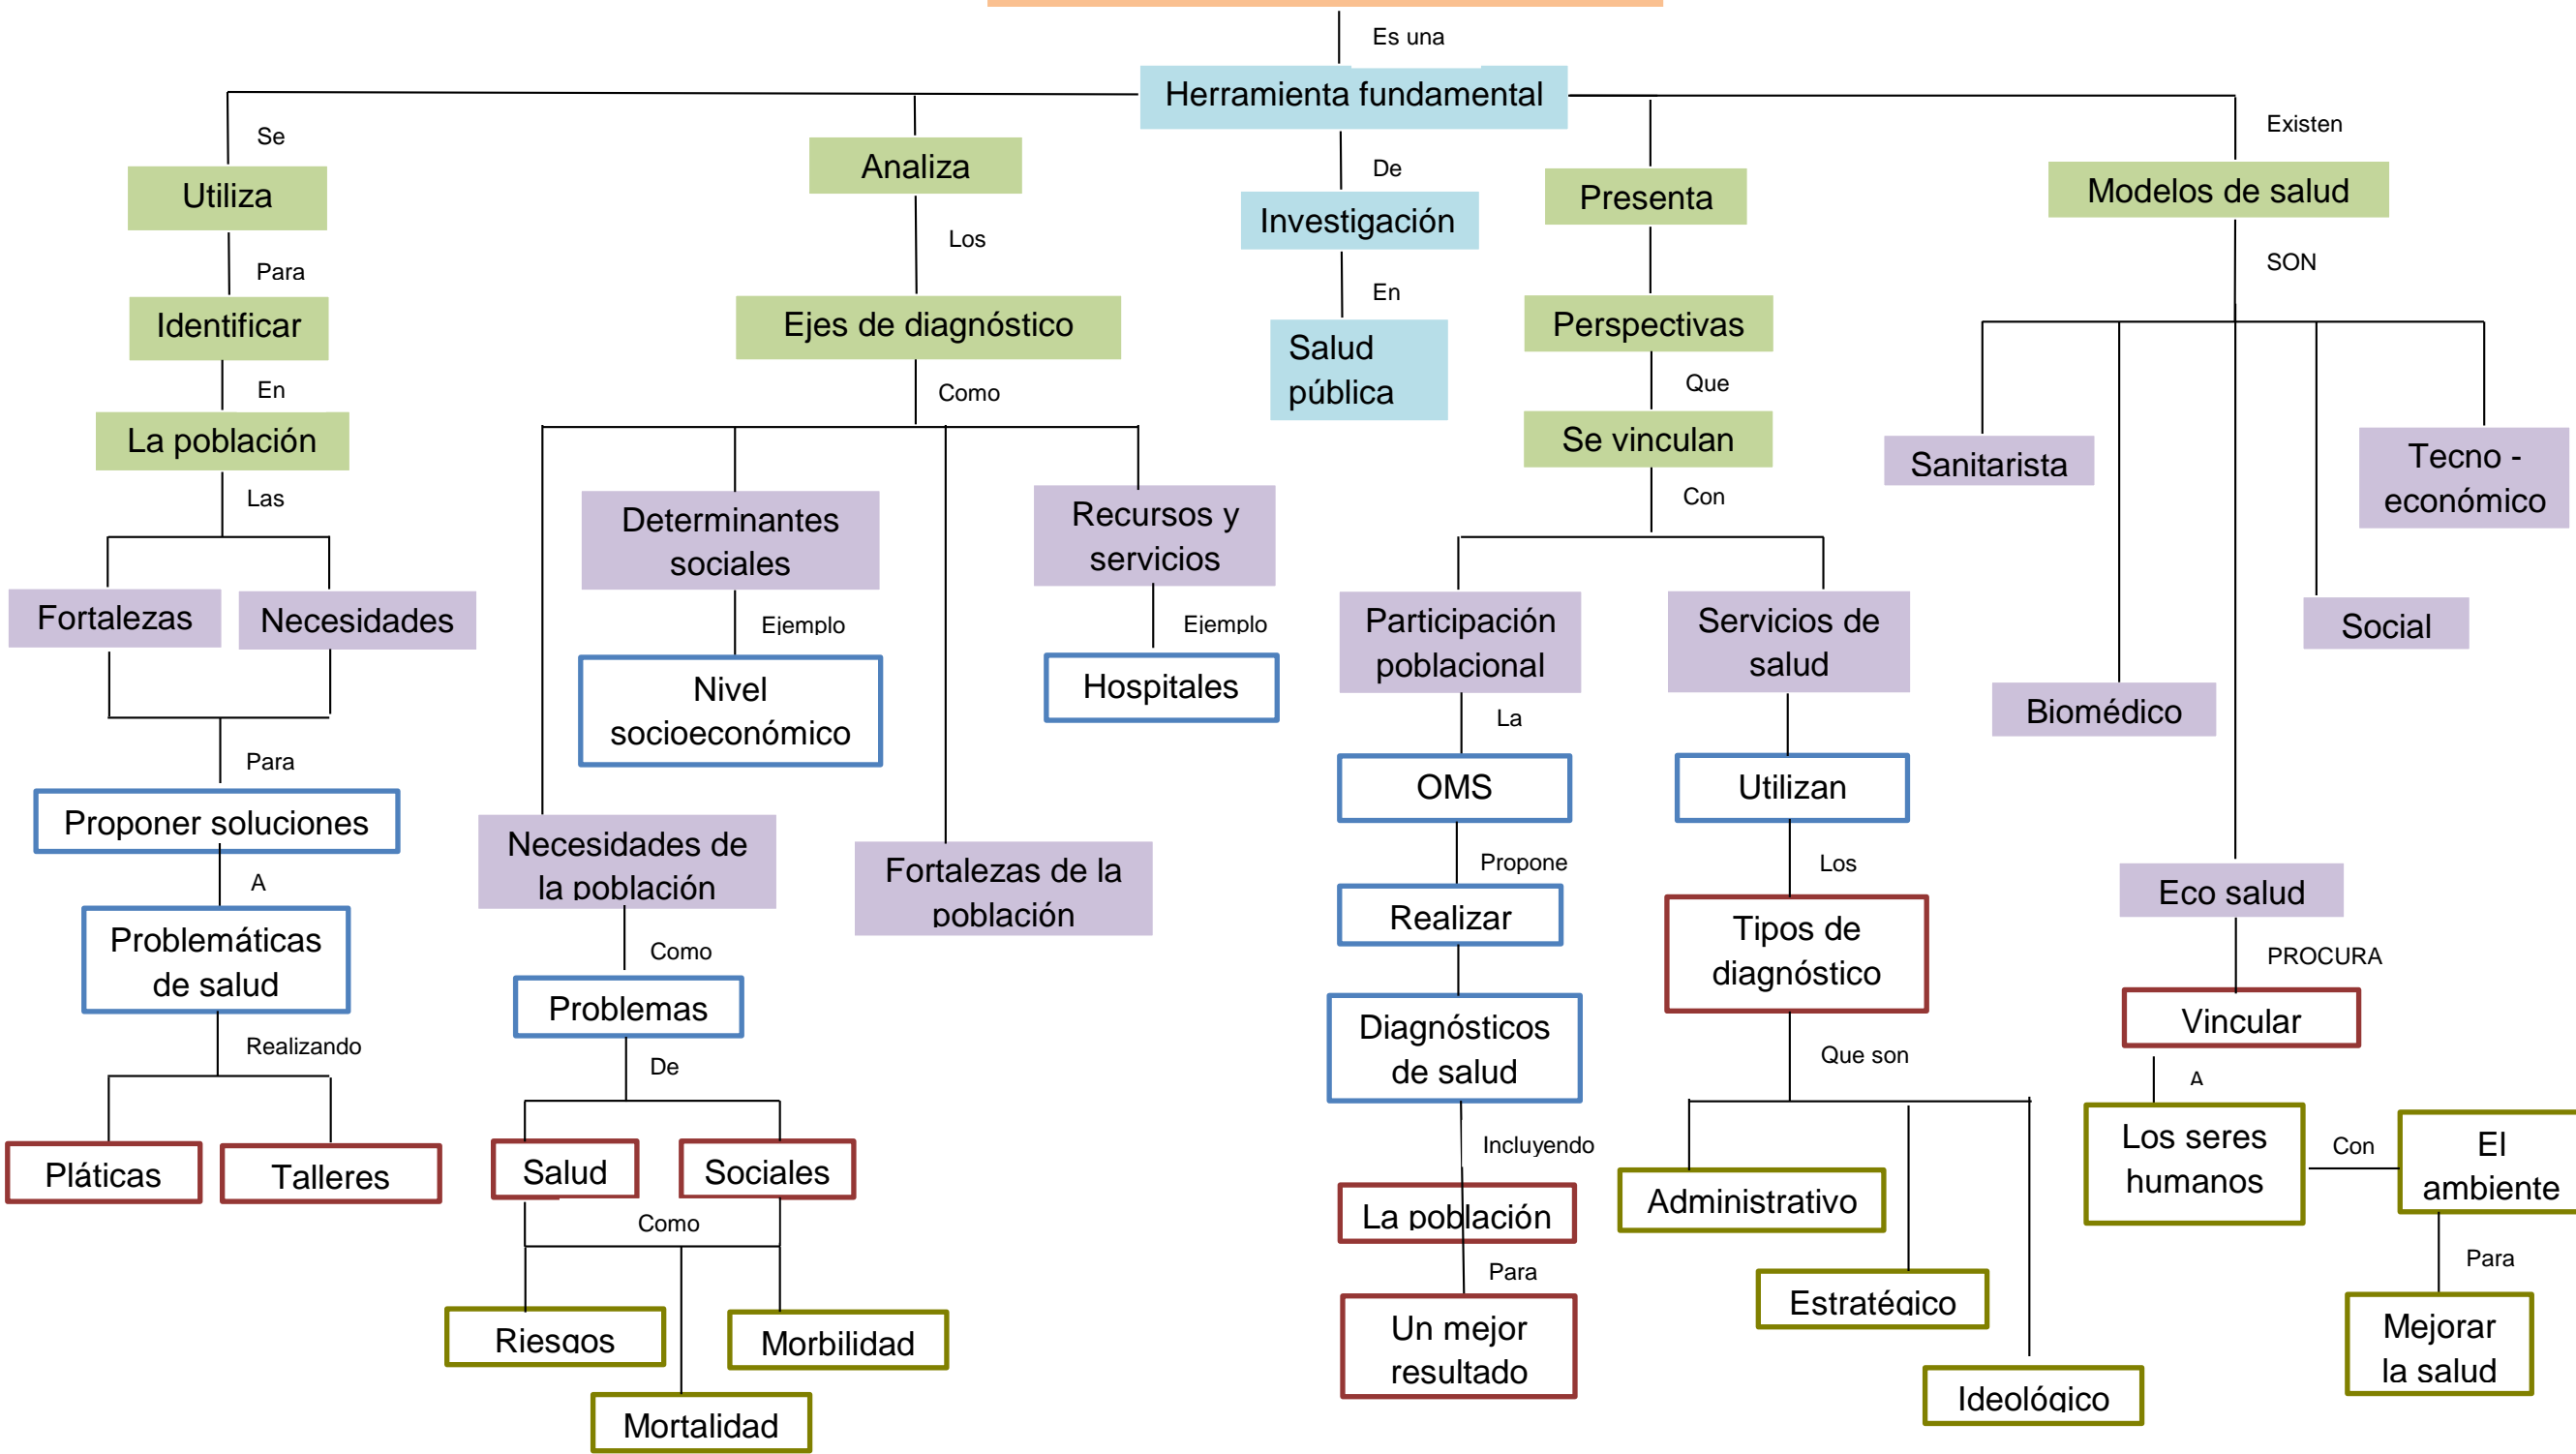 Es una
Herramienta fundamental
Se
Utiliza
Para
Identificar
En
La población
Las
Fortalezas
Necesidades
Para
Proponer soluciones
A
Problemáticas
de salud
Realizando
Pláticas
Talleres
Analiza
Los
Ejes de diagnóstico
Como
Determinantes
sociales
Ejemplo
Nivel
socioeconómico
Recursos y
servicios
Ejemplo
Hospitales
Necesidades de
la población
Fortalezas de la
población
Como
Problemas
De
Salud
Sociales
Como
Riesgos
Morbilidad
Mortalidad
De
Investigación
En
Salud
pública
Presenta
Perspectivas
Que
Se vinculan
Con
Participación
poblacional
La
OMS
Propone
Realizar
Diagnósticos
de salud
Incluyendo
La población
Para
Un mejor
resultado
Servicios de
salud
Utilizan
Los
Tipos de
diagnóstico
Que son
Administrativo
Estratégico
Ideológico
Existen
Modelos de salud
SON
Sanitarista
Tecno -
económico
Social
Biomédico
Eco salud
PROCURA
Vincular
A
Los seres
humanos
Con
El
ambiente
Para
Mejorar
la salud